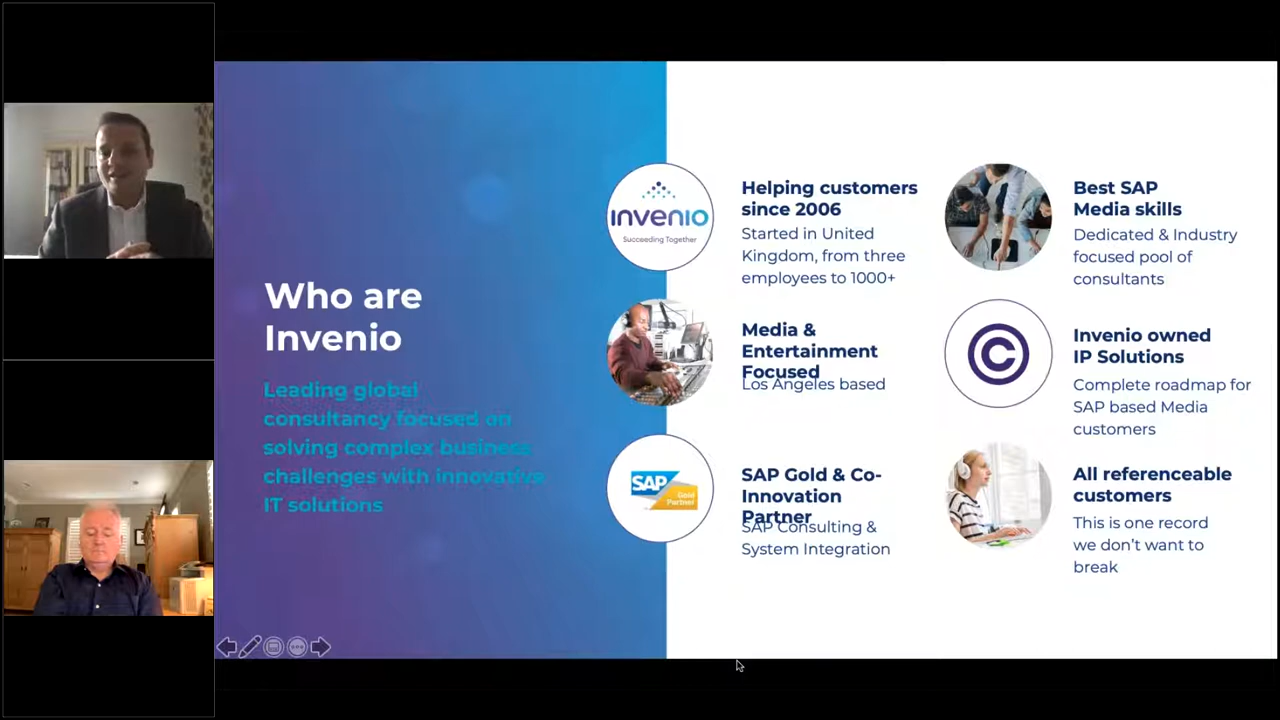 Who are
Invenio
Leading global
consultancy focused on
solving complex business
challenges with innovative
IT solutions
invenio
Succeeding Together
Helping customers
since 2006
Started in United
Kingdom, from three
employees to 1000+
Media &
Entertainment
Focused
Los Angeles based
SAP
Gold
Partner
SAP Gold & Co-
Innovation
Partner
SAP Consulting &
System Integration
Best SAP
Media skills
Dedicated & Industry
focused pool of
consultants
C
Invenio owned
IP Solutions
Complete roadmap for
SAP based Media
customers
All referenceable
customers
This is one record
we don't want to
break